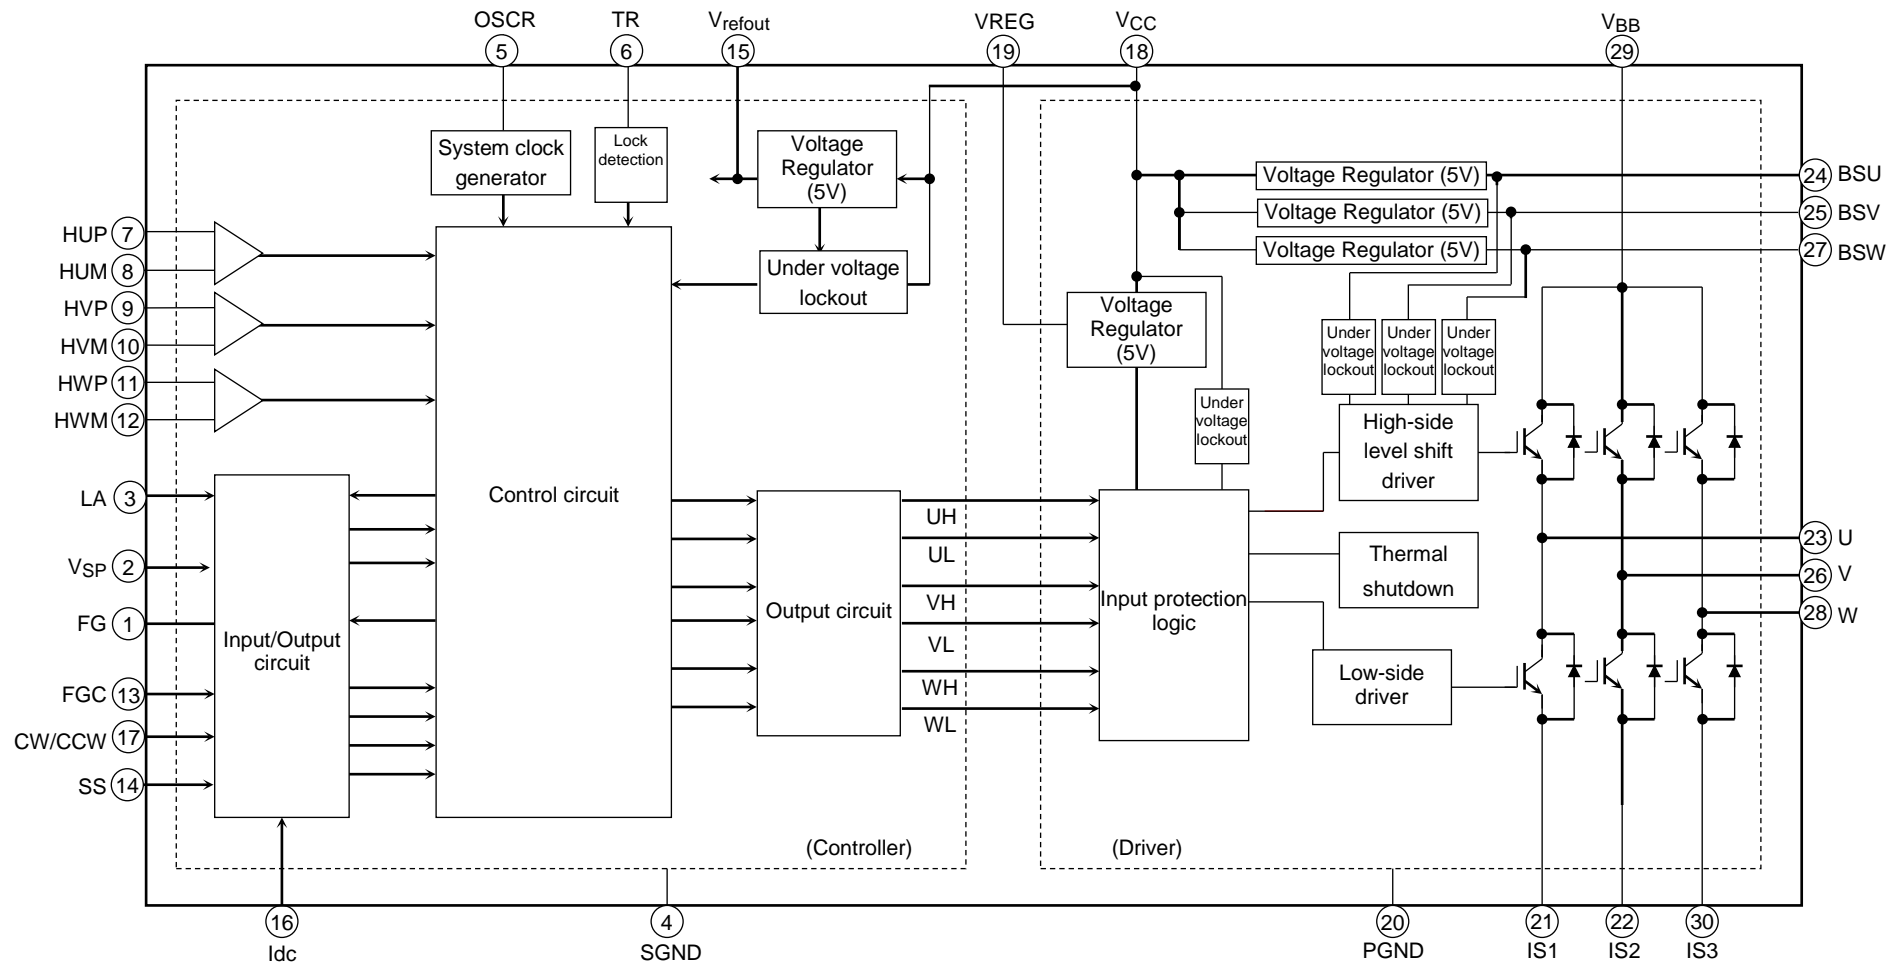 OSCR
TR
Vrefout
VREG
VCC
VBB
5
6
15
19
18
29
System clock
generator
Lock
detection
Voltage
Regulator
(5V)
Under voltage
lockout
Voltage Regulator (5V)
24 BSU
Voltage Regulator (5V)
25 BSV
Voltage Regulator (5V)
27 BSW
HUP 7
HUM 8
HVP 9
HVM 10
HWP 11
HWM 12
LA 3
VSP 2
FG 1
FGC 13
CW/CCW 17
SS 14
Input/Output
circuit
Control circuit
Output circuit
UH
UL
VH
VL
WH
WL
Voltage
Regulator
(5V)
Under
voltage
lockout
Under
voltage
lockout
Under
voltage
lockout
Under
voltage
lockout
High-side
level shift
driver
Thermal
shutdown
Input protection
logic
Low-side
driver
23 U
26 V
28 W
(Controller)
(Driver)
16
4
20
21
22
30
Idc
SGND
PGND
IS1
IS2
IS3